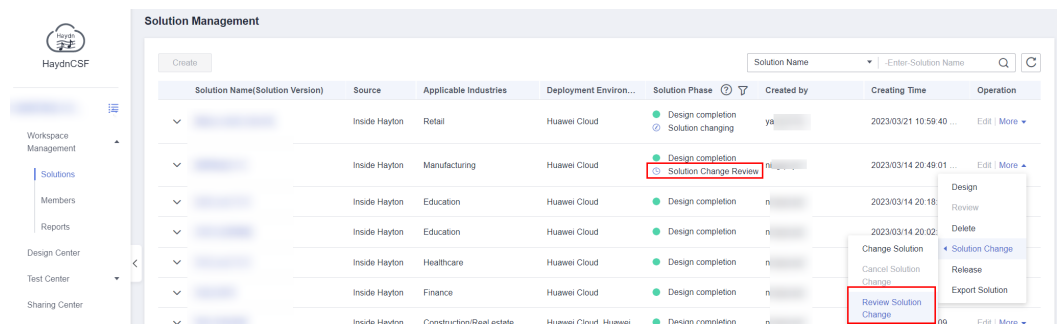 Solution Management
Haydn
HaydnCSF
Create
Solution Name
-Enter-Solution Name
Solution Name(Solution Version) Source Applicable Industries Deployment Environ... Solution Phase Created by Creating Time Operation
Inside Hayton Retail Huawei Cloud Design completion ya 2023/03/21 10:59:40 ... Edit | More
Solution changing
Workspace
Management
Inside Hayton Manufacturing Huawei Cloud Design completion 2023/03/14 20:49:01 ... Edit | More
Solution Change Review
Solutions
Design
Members
Inside Hayton Education Huawei Cloud Design completion n 2023/03/14 20:18:
Review
Reports
Inside Hayton Education Huawei Cloud Design completion n 2023/03/14 20:02:
Delete
Design Center
Change Solution
Solution Change
Inside Hayton Healthcare Huawei Cloud Design completion n
Cancel Solution
Change
Release
Test Center
Inside Hayton Finance Huawei Cloud Design completion n
Export Solution
Review Solution
Change
Sharing Center
Inside Hayton Construction/Real estate Huawei Cloud, Huawei Design completion 09 Edit | More